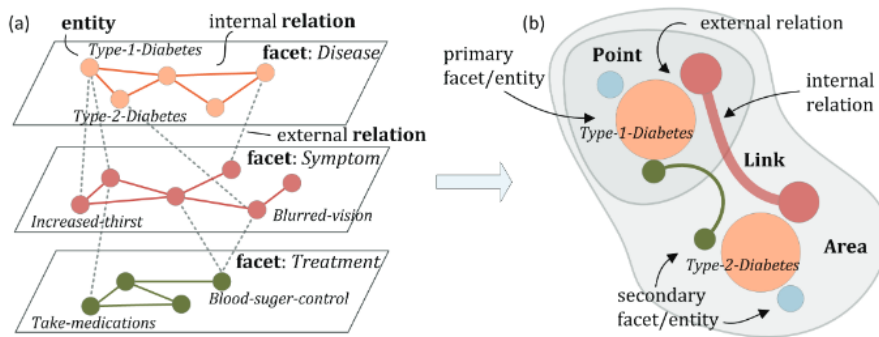 (a)
entity
internal relation
Type-1-Diabetes
facet: Disease
Type-2-Diabetes
external relation
facet: Symptom
Increased-thirst
Blurred-vision
facet: Treatment
Blood-suger-control
Take-medications
(b)
external relation
primary
facet/entity
Point
internal
relation
Type-1-Diabetes
Link
Type-2-Diabetes
Area
secondary
facet/entity